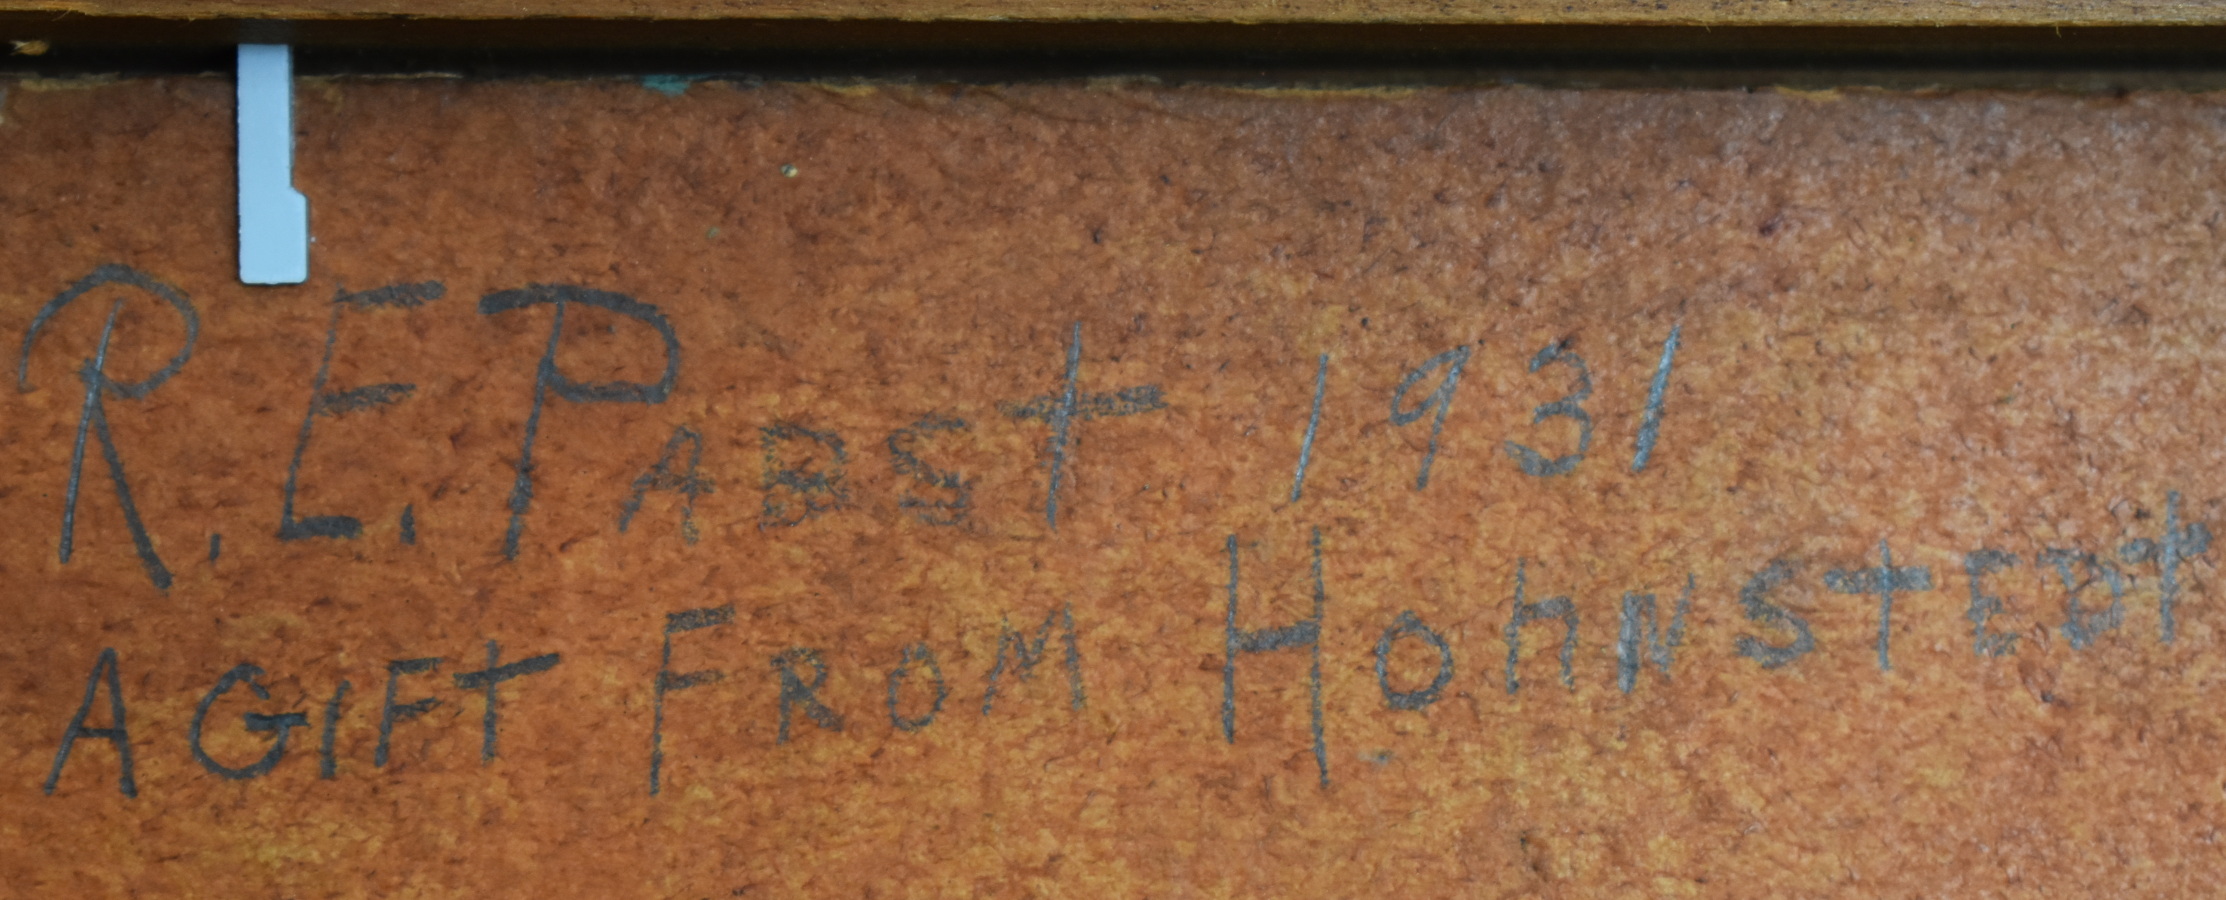 R.E.PABST 1931
A GIFT FROM HOHNSTEDT